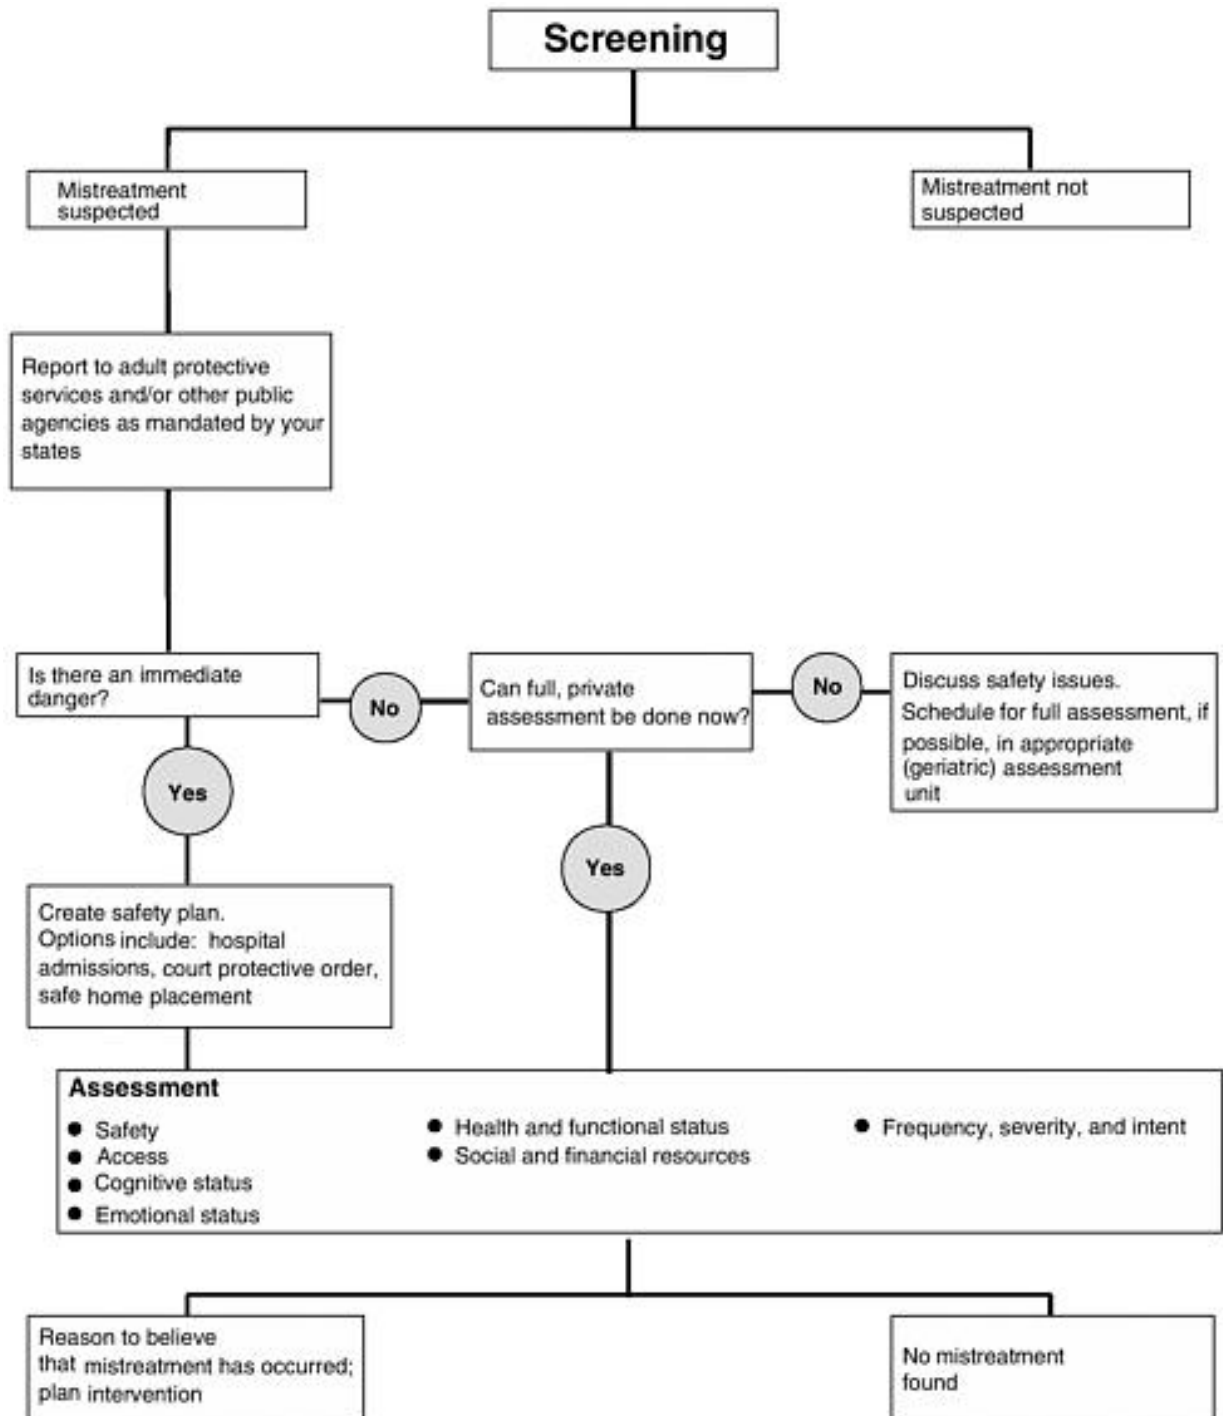 Screening
Mistreatment
suspected
Mistreatment not
suspected
Report to adult protective
services and/or other public
agencies as mandated by your
states
Is there an immediate
danger?
No
Can full, private
assessment be done now?
No
Discuss safety issues.
Schedule for full assessment, if
possible, in appropriate
(geriatric) assessment
unit
Yes
Yes
Create safety plan.
Options include: hospital
admissions, court protective order,
safe home placement
Assessment
● Safety
● Access
● Cognitive status
● Emotional status
● Health and functional status
● Social and financial resources
● Frequency, severity, and intent
Reason to believe
that mistreatment has occurred;
plan intervention
No mistreatment
found